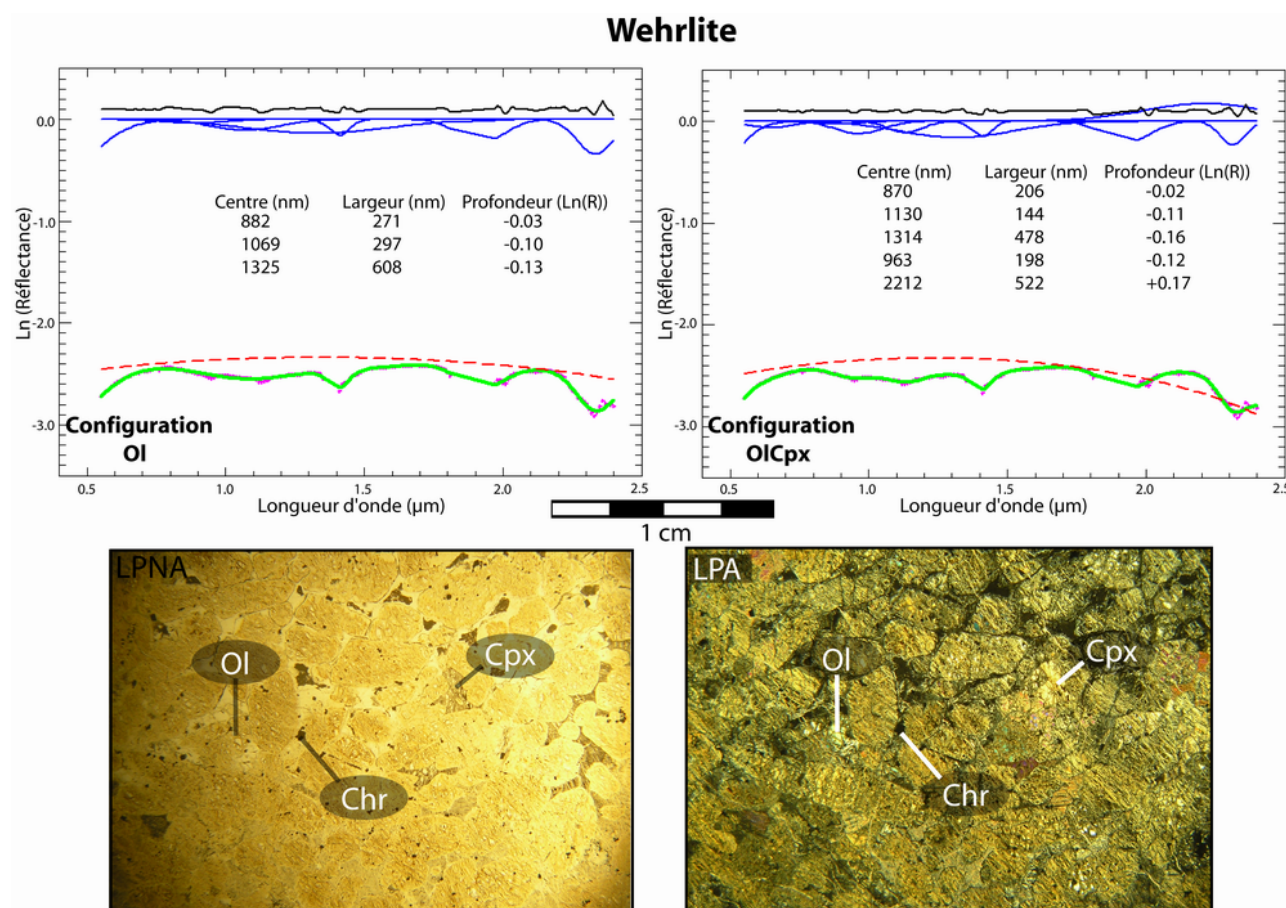 Wehrlite
0.0
-1.0
-2.0
-3.0
Ln (Réflectance)
Centre (nm) Largeur (nm) Profondeur (Ln(R))
882 271 -0.03
1069 297 -0.10
1325 608 -0.13
Configuration
Ol
0.5 1.0 1.5 2.0 2.5
Longueur d'onde (µm)
0.0
-1.0
-2.0
-3.0
Ln (Réflectance)
Centre (nm) Largeur (nm) Profondeur (Ln(R))
870 206 -0.02
1130 144 -0.11
1314 478 -0.16
963 198 -0.12
2212 522 +0.17
Configuration
OlCpx
0.5 1.0 1.5 2.0 2.5
Longueur d'onde (µm)
1 cm
LPNA
Ol
Cpx
Chr
LPA
Ol
Cpx
Chr